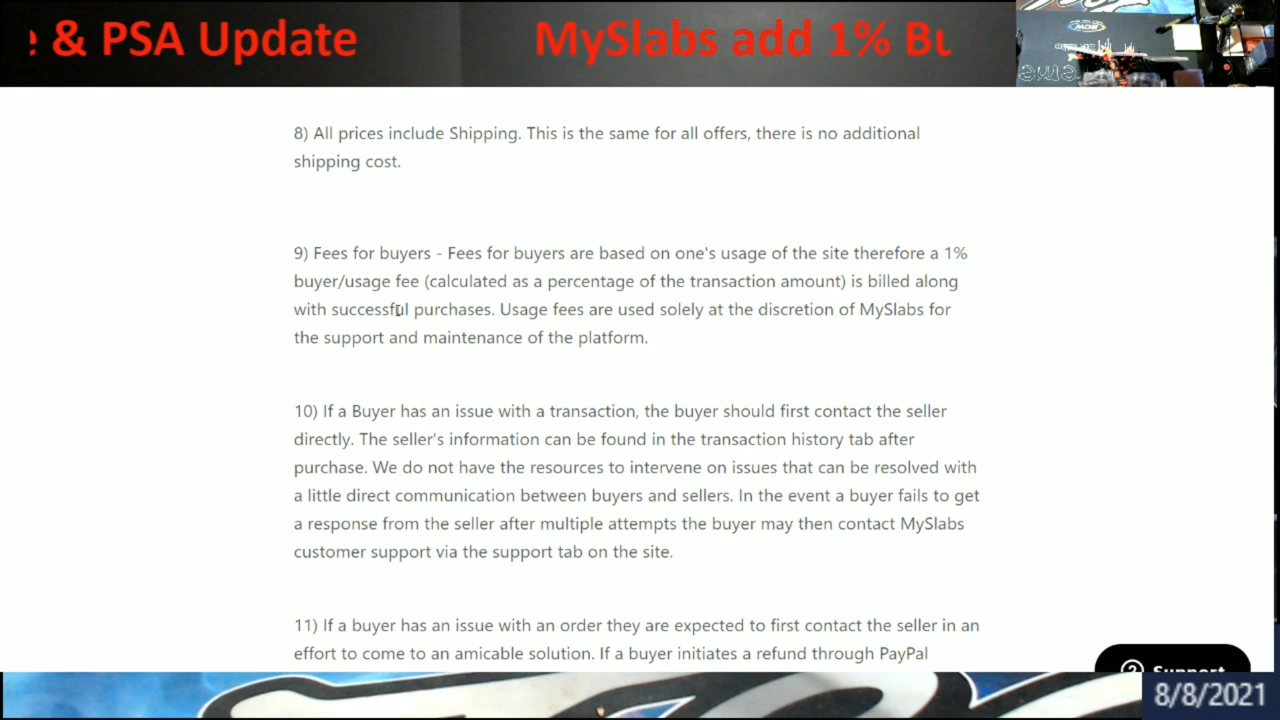 & PSA Update
MySlabs add 1%
8) All prices include Shipping. This is the same for all offers, there is no additional
shipping cost.
9) Fees for buyers - Fees for buyers are based on one's usage of the site therefore a 1%
buyer/usage fee (calculated as a percentage of the transaction amount) is billed along
with successful purchases. Usage fees are used solely at the discretion of MySlabs for
the support and maintenance of the platform.
10) If a Buyer has an issue with a transaction, the buyer should first contact the seller
directly. The seller's information can be found in the transaction history tab after
purchase. We do not have the resources to intervene on issues that can be resolved with
a little direct communication between buyers and sellers. In the event a buyer fails to get
a response from the seller after multiple attempts the buyer may then contact MySlabs
customer support via the support tab on the site.
11) If a buyer has an issue with an order they are expected to first contact the seller in an
effort to come to an amicable solution. If a buyer initiates a refund through PayPal
Support
8/8/2021